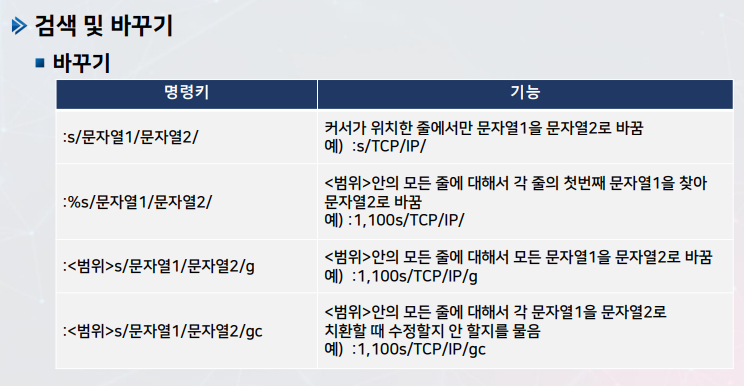 검색 및 바꾸기
바꾸기
명령키
기능
:s/문자열1/문자열2/
커서가 위치한 줄에서만 문자열1을 문자열2로 바꿈
예) :s/TCP/IP/
:%s/문자열1/문자열2/
<범위>안의 모든 줄에 대해서 각 줄의 첫번째 문자열1을 찾아
문자열2로 바꿈
예) :1,100s/TCP/IP/
:<범위>s/문자열1/문자열2/g
<범위>안의 모든 줄에 대해서 모든 문자열1을 문자열2로 바꿈
예) :1,100s/TCP/IP/g
:<범위>s/문자열1/문자열2/gc
<범위>안의 모든 줄에 대해서 각 문자열1을 문자열2로
치환할 때 수정할지 안 할지를 물음
예) :1,100s/TCP/IP/gc